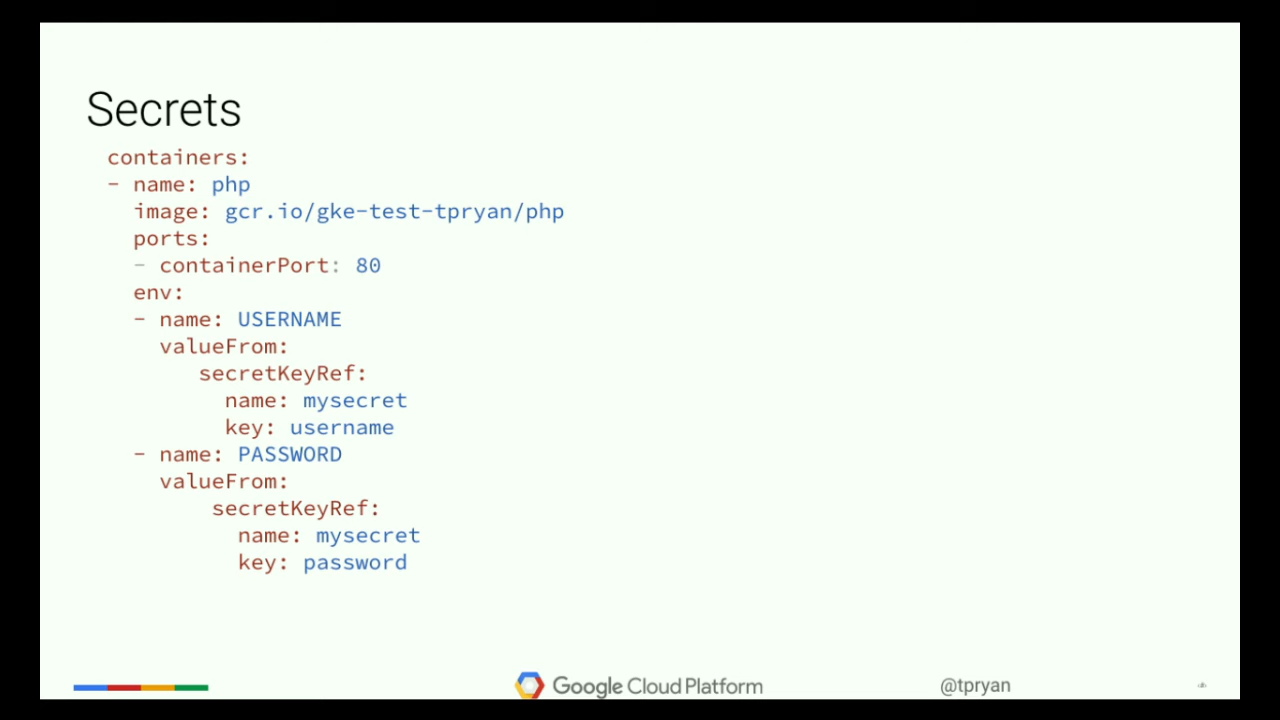 Secrets
containers:
- name: php
  image: gcr.io/gke-test-tpryan/php
  ports:
  - containerPort: 80
  env:
  - name: USERNAME
    valueFrom:
       secretKeyRef:
         name: mysecret
         key: username
  - name: PASSWORD
    valueFrom:
        secretKeyRef:
          name: mysecret
          key: password
Google Cloud Platform
@tpryan